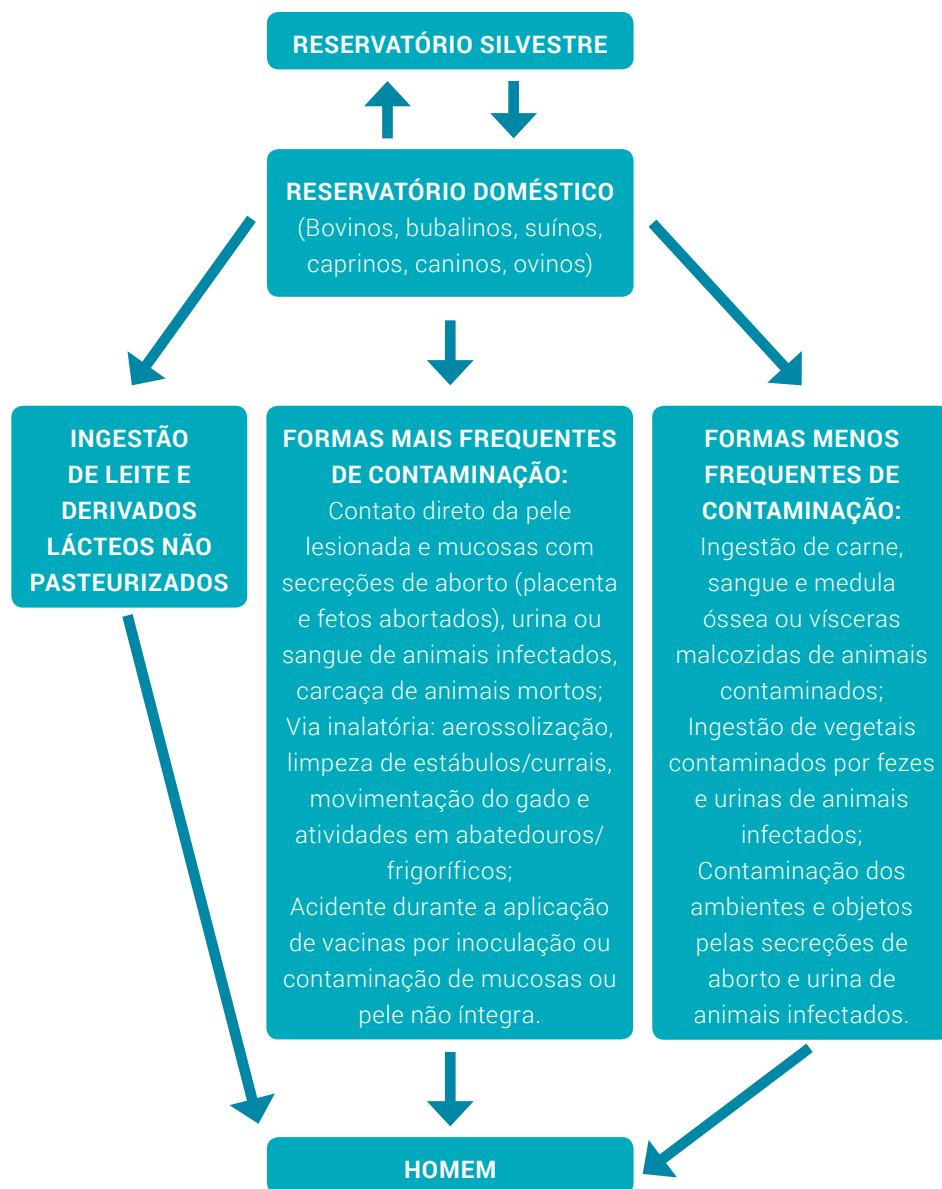 RESERVATÓRIO SILVESTRE
RESERVATÓRIO DOMÉSTICO
(Bovinos, bubalinos, suínos,
caprinos, caninos, ovinos)
INGESTÃO
DE LEITE E
DERIVADOS
LÁCTEOS NÃO
PASTEURIZADOS
FORMAS MAIS FREQUENTES
DE CONTAMINAÇÃO:
Contato direto da pele
lesionada e mucosas com
secreções de aborto (placenta
e fetos abortados), urina ou
sangue de animais infectados,
carcaça de animais mortos;
Via inalatória: aerossolização,
limpeza de estábulos/currais,
movimentação do gado e
atividades em abatedouros/
frigoríficos;
Acidente durante a aplicação
de vacinas por inoculação ou
contaminação de mucosas ou
pele não íntegra.
FORMAS MENOS
FREQUENTES DE
CONTAMINAÇÃO:
Ingestão de carne,
sangue e medula
óssea ou vísceras
malcozidas de animais
contaminados;
Ingestão de vegetais
contaminados por fezes
e urinas de animais
infectados;
Contaminação dos
ambientes e objetos
pelas secreções de
aborto e urina de
animais infectados.
HOMEM